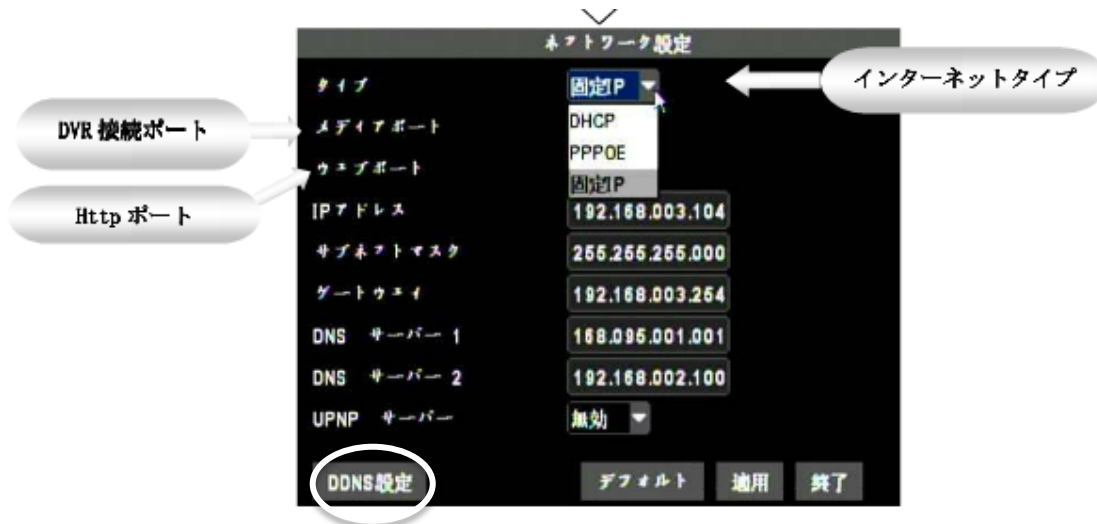 ネットワーク設定
タイプ
固定IP
インターネットタイプ
DHCP
PPPOE
固定IP
DVR 接続ポート
メディアポート
ウェブポート
Http ポート
IPアドレス
192.168.003.104
サブネットマスク
255.255.255.000
ゲートウェイ
192.168.003.254
DNS サーバー 1
168.095.001.001
DNS サーバー 2
192.168.002.100
UPNP サーバー
無効
DDNS設定
デフォルト
適用
終了